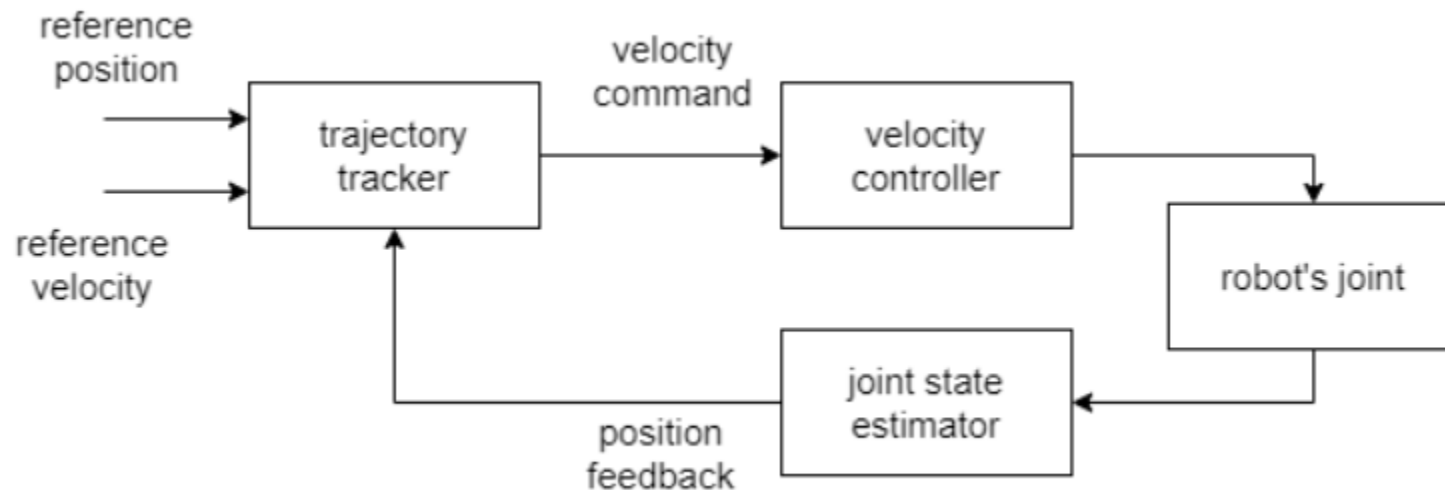 reference
position
velocity
command
trajectory
tracker
velocity
controller
reference
velocity
robot's joint
joint state
estimator
position
feedback